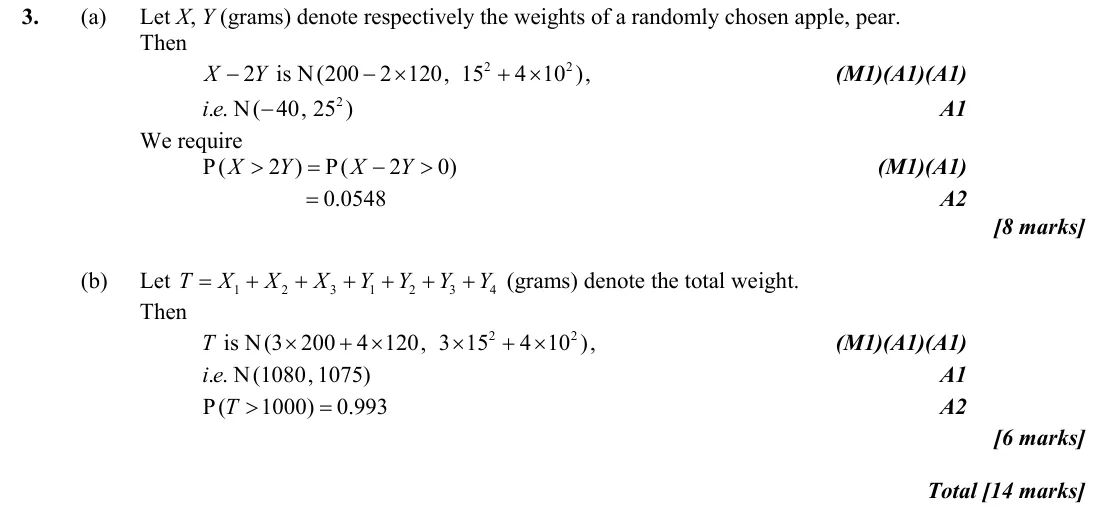 3. (a) Let X, Y (grams) denote respectively the weights of a randomly chosen apple, pear.
Then
X − 2Y is N(200 − 2×120, 15² + 4×10²), (M1)(A1)(A1)
i.e. N(−40, 25²) A1
We require
P(X > 2Y) = P(X − 2Y > 0) (M1)(A1)
= 0.0548 A2
[8 marks]
(b) Let T = X₁ + X₂ + X₃ + Y₁ + Y₂ + Y₃ + Y₄ (grams) denote the total weight.
Then
T is N(3×200 + 4×120, 3×15² + 4×10²), (M1)(A1)(A1)
i.e. N(1080, 1075) A1
P(T > 1000) = 0.993 A2
[6 marks]
Total [14 marks]